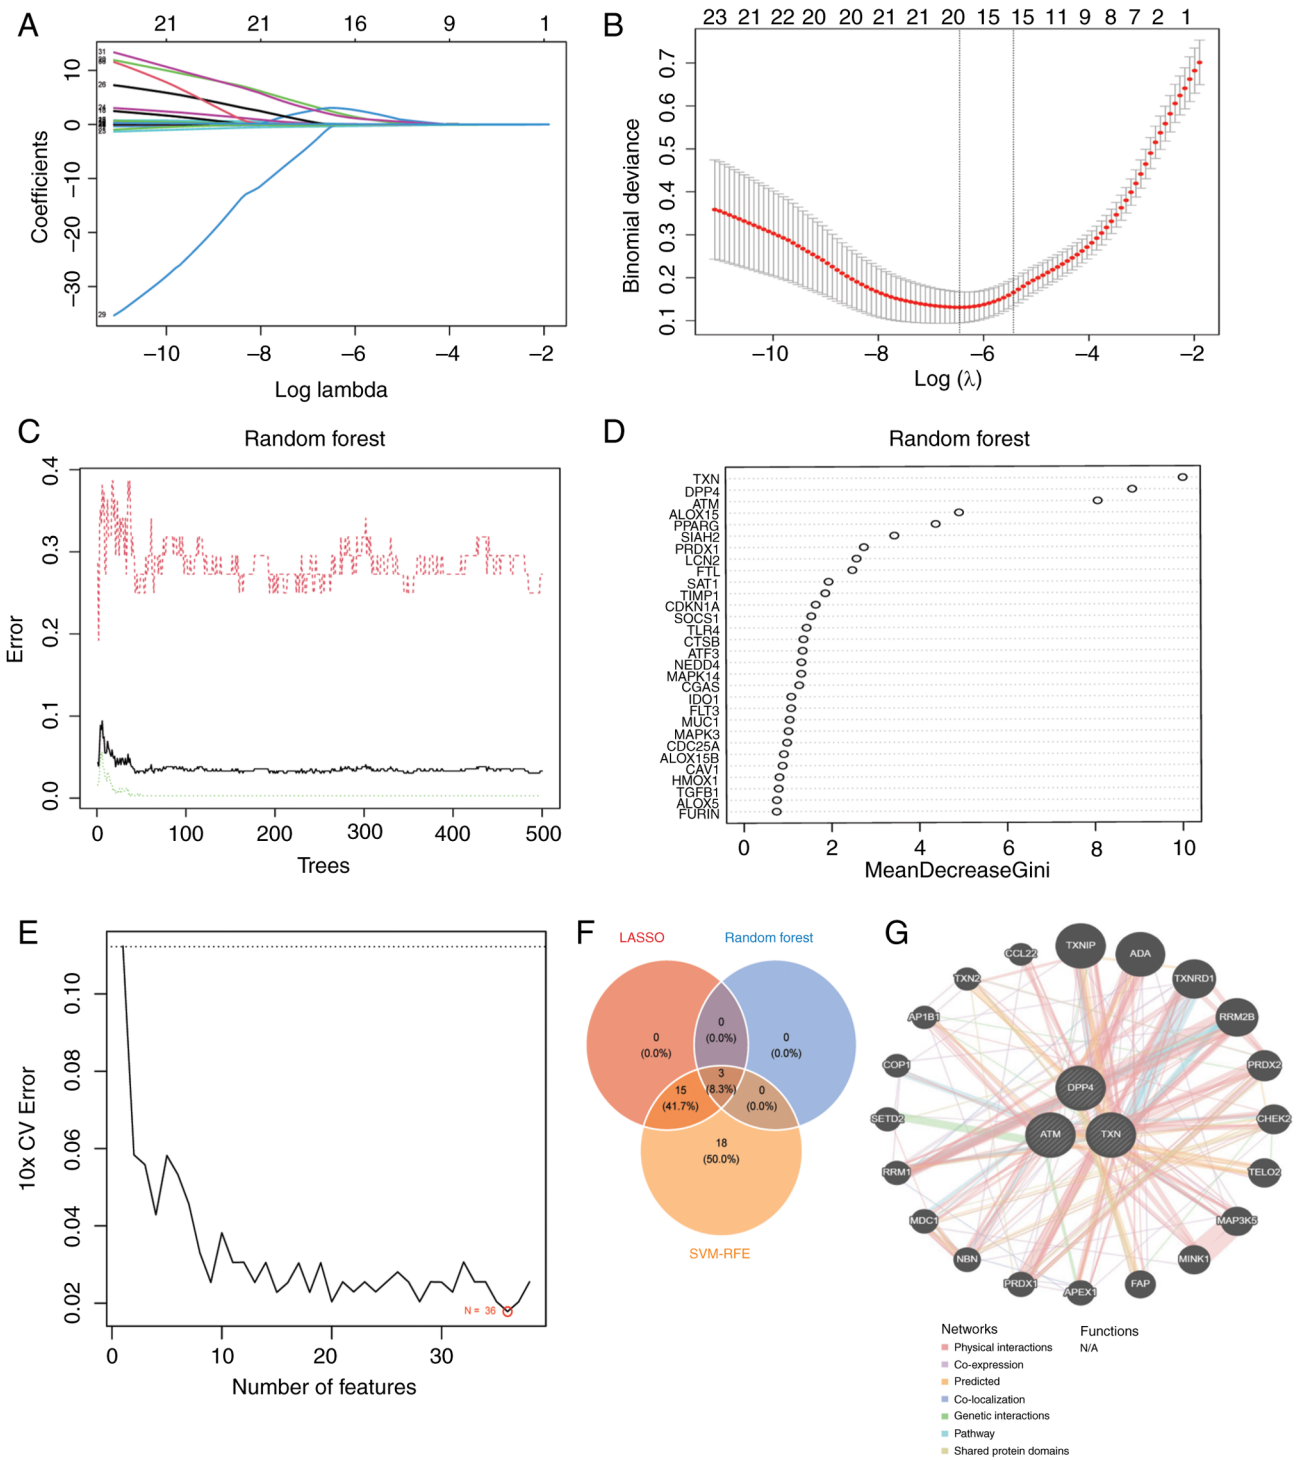 A
21 21 16 9 1
Coefficients
10
0
−10
−20
−30
31
26
24
29
−10 −8 −6 −4 −2
Log lambda
B
23 21 22 20 20 21 21 20 15 15 11 9 8 7 2 1
Binomial deviance
0.7
0.6
0.5
0.4
0.3
0.2
0.1
−10 −8 −6 −4 −2
Log (λ)
C
Random forest
Error
0.4
0.3
0.2
0.1
0.0
0 100 200 300 400 500
Trees
D
Random forest
TXN
DPP4
ATM
ALOX15
PPARG
SIAH2
PRDX1
LCN2
FTL
SAT1
TIMP1
CDKN1A
SOCS1
TLR4
CTSB
ATF3
NEDD4
MAPK14
CGAS
IDO1
FLT3
MUC1
MAPK3
CDC25A
ALOX15B
CAV1
HMOX1
TGFB1
ALOX5
FURIN
0 2 4 6 8 10
MeanDecreaseGini
E
10x CV Error
0.10
0.08
0.06
0.04
0.02
N = 36
0 10 20 30
Number of features
F
LASSO
Random forest
0
(0.0%)
0
(0.0%)
0
(0.0%)
3
(8.3%)
15
(41.7%)
0
(0.0%)
18
(50.0%)
SVM-RFE
G
TXNIP
ADA
CCL22
TXN2
TXNRD1
AP1B1
RRM2B
COP1
PRDX2
DPP4
SETD2
CHEK2
ATM
TXN
RRM1
TELO2
MDC1
MAP3K5
NBN
MINK1
PRDX1
APEX1
FAP
Networks
Physical interactions
Co-expression
Predicted
Co-localization
Genetic interactions
Pathway
Shared protein domains
Functions
N/A